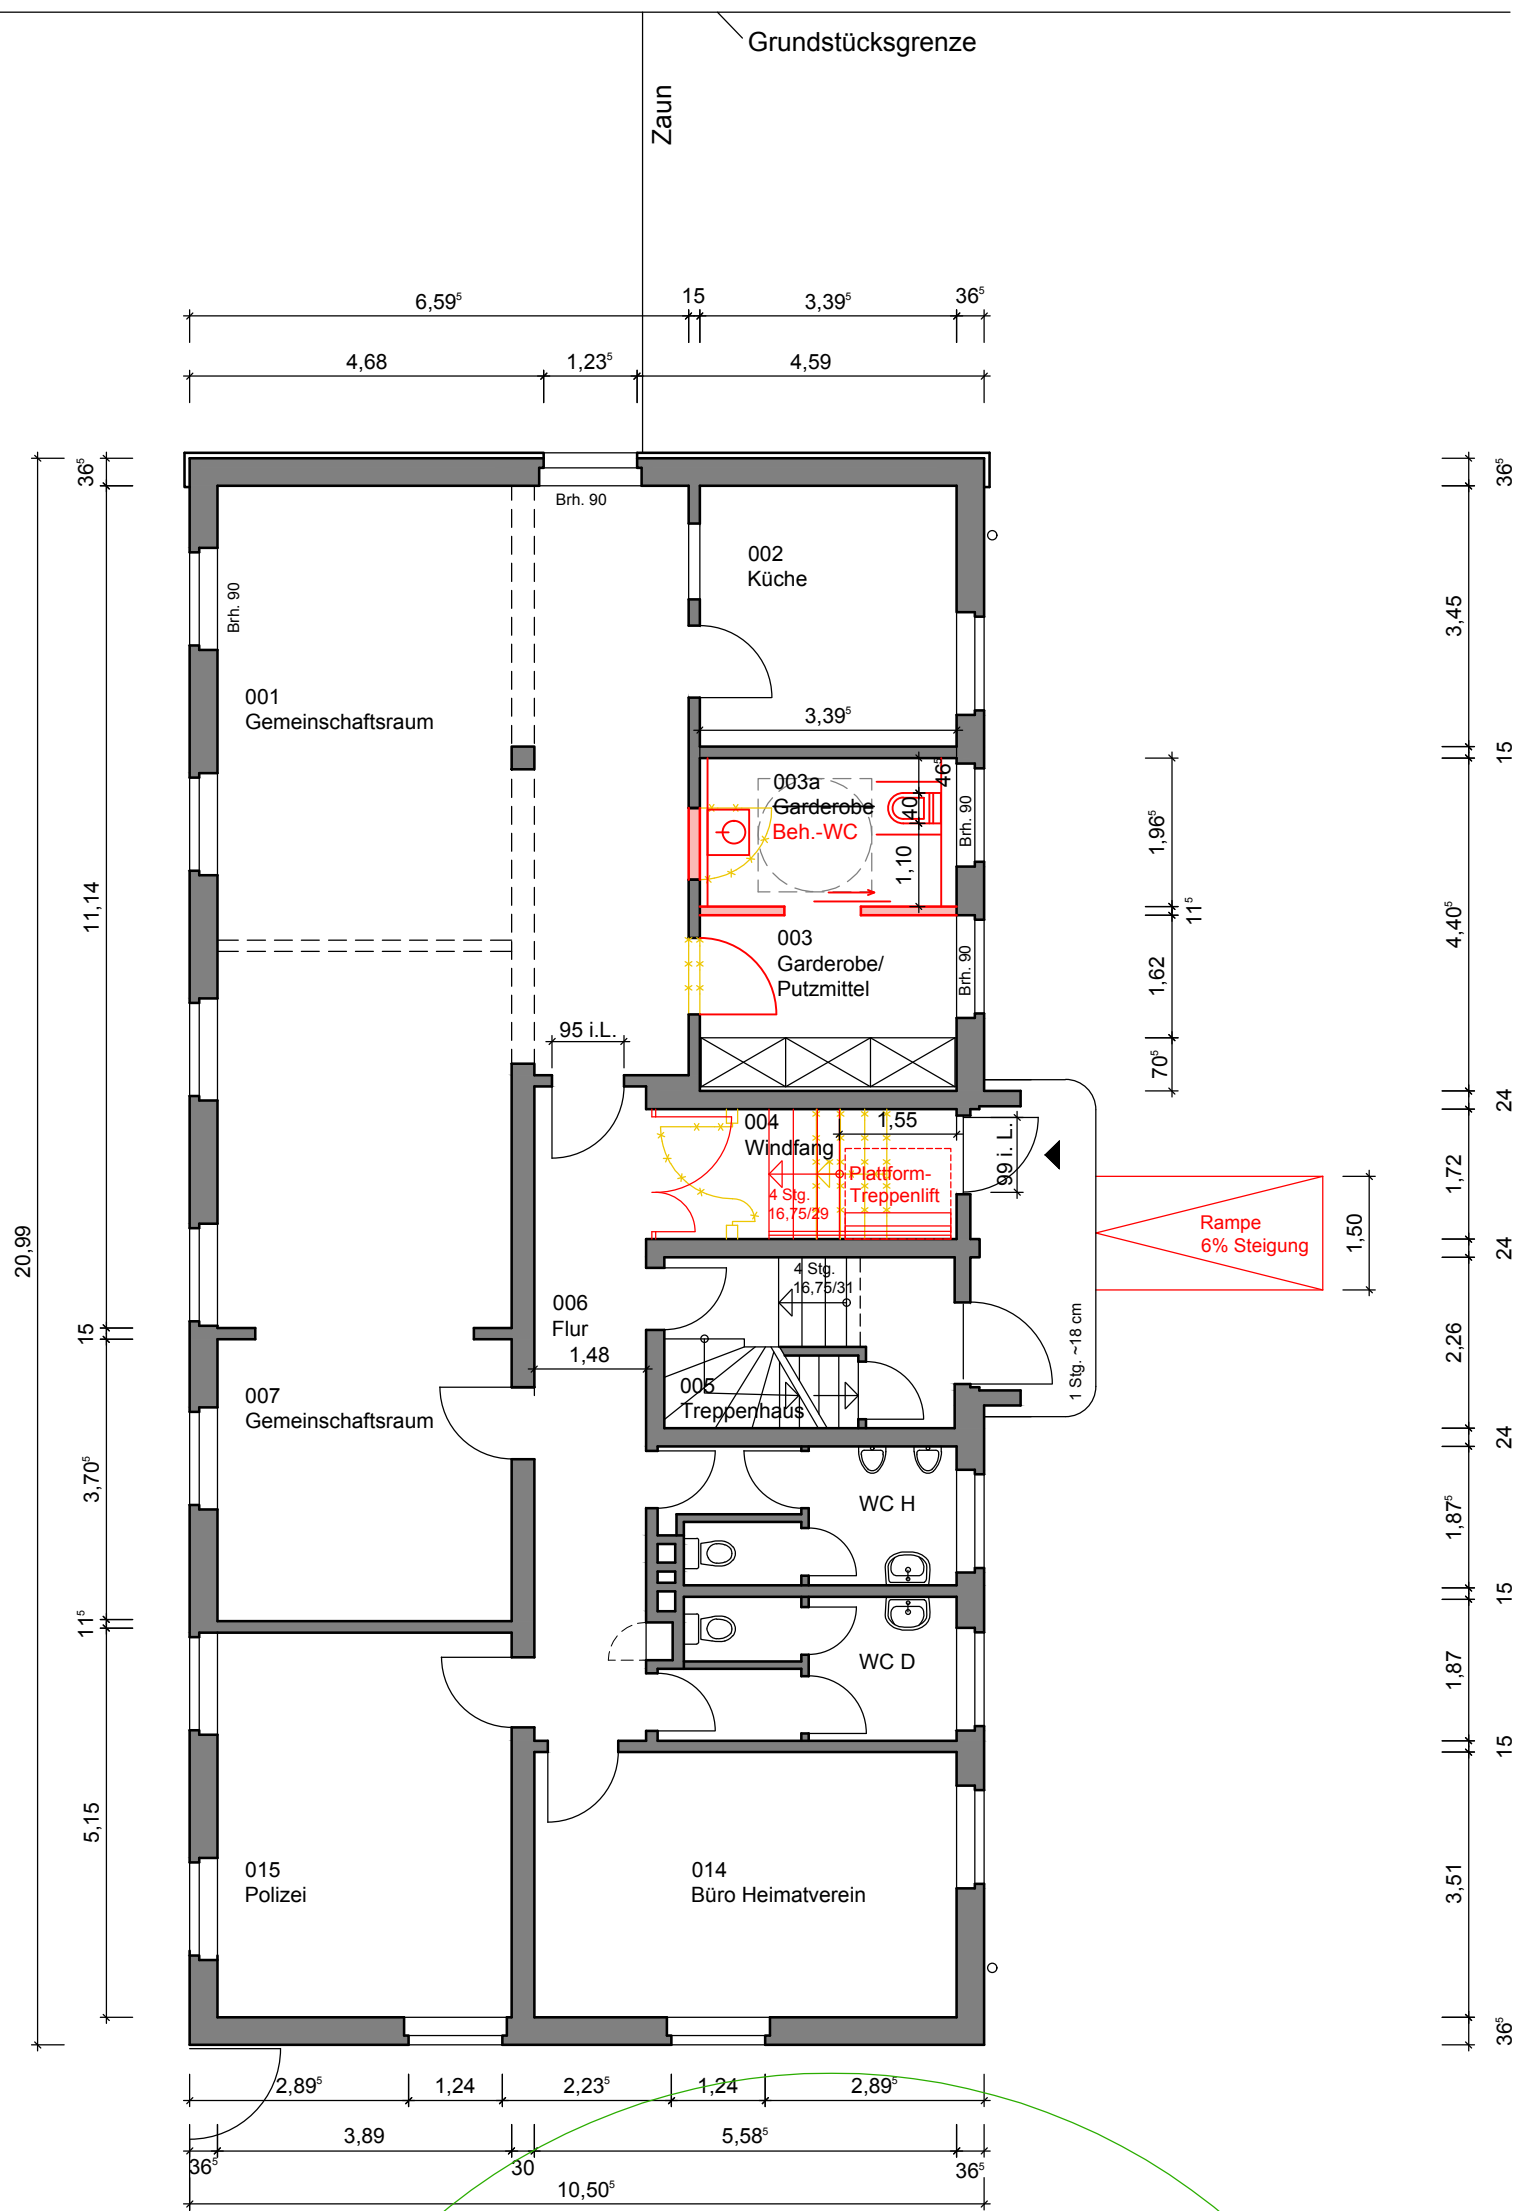 Grundstücksgrenze
Zaun
6,59⁵ 15 3,39⁵ 36⁵
4,68 1,23⁵ 4,59
36⁵
11,14
15
3,70⁵
11⁵
5,15
20,99
Brh. 90
Brh. 90
001
Gemeinschaftsraum
002
Küche
3,39⁵
003a
Garderobe
Beh.-WC
46⁵
40
1,10
Brh. 90
003
Garderobe/
Putzmittel
Brh. 90
95 i.L.
004
Windfang
1,55
99 i. L.
Plattform-
Treppenlift
4 Stg.
16,75/29
4 Stg.
16,75/31
006
Flur
1,48
005
Treppenhaus
1 Stg. ~18 cm
Rampe
6% Steigung
1,50
007
Gemeinschaftsraum
WC H
WC D
015
Polizei
014
Büro Heimatverein
1,96⁵
11⁵
1,62
70⁵
36⁵
3,45
15
4,40⁵
24
1,72
24
2,26
24
1,87⁵
15
1,87
15
3,51
36⁵
2,89⁵ 1,24 2,23⁵ 1,24 2,89⁵
3,89 5,58⁵
36⁵ 30 36⁵
10,50⁵